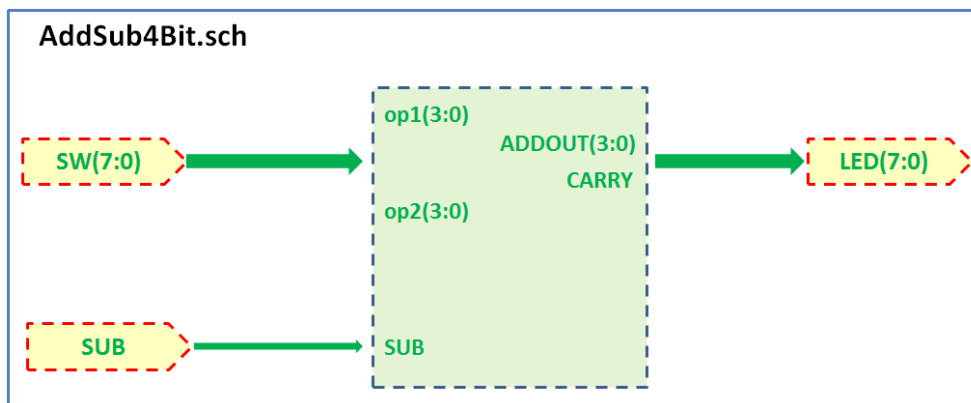 AddSub4Bit.sch
op1(3:0)
ADDOUT(3:0)
SW(7:0)
LED(7:0)
CARRY
op2(3:0)
SUB
SUB